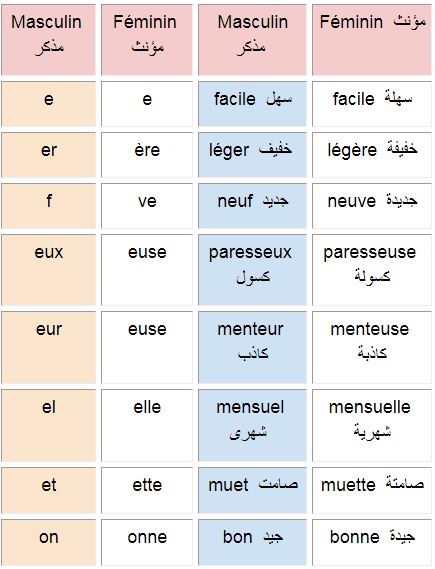 Masculin مذكر Féminin مؤنث Masculin مذكر Féminin مؤنث
e e facile سهل facile سهلة
er ère léger خفيف légère خفيفة
f ve neuf جديد neuve جديدة
eux euse paresseux كسول paresseuse كسولة
eur euse menteur كاذب menteuse كاذبة
el elle mensuel شهرى mensuelle شهرية
et ette muet صامت muette صامتة
on onne bon جيد bonne جيدة